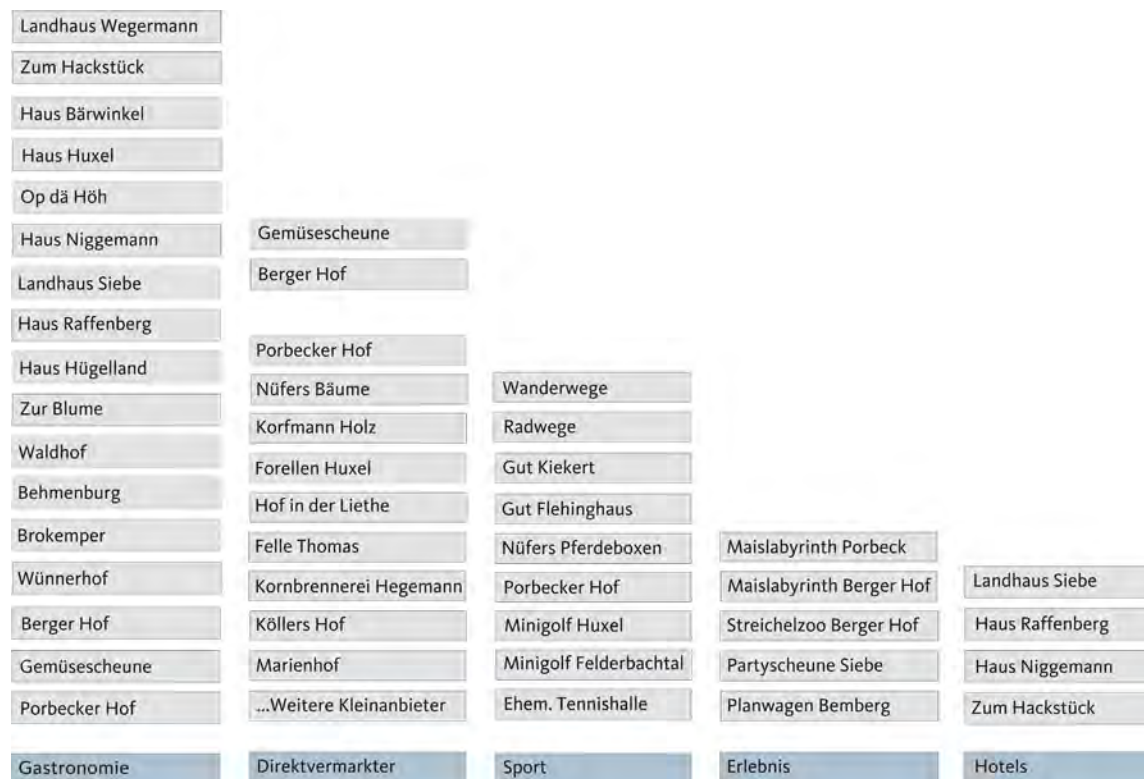 Landhaus Wegermann
Zum Hackstück
Haus Bärwinkel
Haus Huxel
Op dä Höh
Haus Niggemann
Landhaus Siebe
Haus Raffenberg
Haus Hügelland
Zur Blume
Waldhof
Behmenburg
Brokemper
Wünnerhof
Berger Hof
Gemüsescheune
Porbecker Hof
Gastronomie
Gemüsescheune
Berger Hof
Porbecker Hof
Nüfers Bäume
Korfmann Holz
Forellen Huxel
Hof in der Liethe
Felle Thomas
Kornbrennerei Hegemann
Köllers Hof
Marienhof
...Weitere Kleinanbieter
Direktvermarkter
Wanderwege
Radwege
Gut Kiekert
Gut Flehinghaus
Nüfers Pferdeboxen
Porbecker Hof
Minigolf Huxel
Minigolf Felderbachtal
Ehem. Tennishalle
Sport
Maislabyrinth Porbeck
Maislabyrinth Berger Hof
Streichelzoo Berger Hof
Partyscheune Siebe
Planwagen Bemberg
Erlebnis
Landhaus Siebe
Haus Raffenberg
Haus Niggemann
Zum Hackstück
Hotels